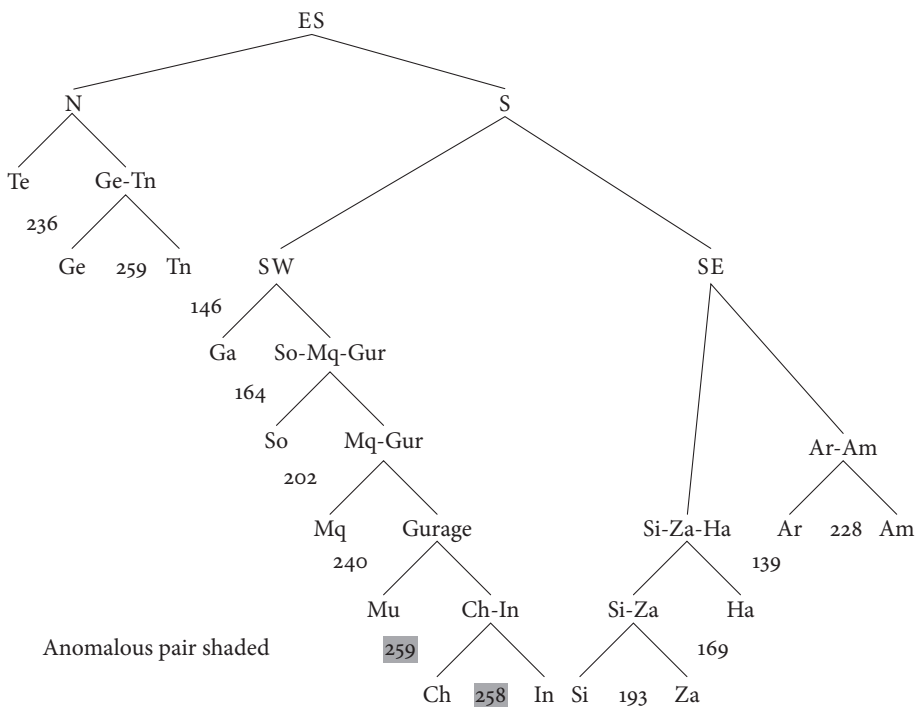 ES
N S
Te Ge-Tn
236
Ge 259 Tn SW SE
146
Ga So-Mq-Gur
164
So Mq-Gur Ar-Am
202
Mq Gurage Si-Za-Ha Ar 228 Am
240 139
Mu Ch-In Si-Za Ha
Anomalous pair shaded 259 169
Ch 258 In Si 193 Za